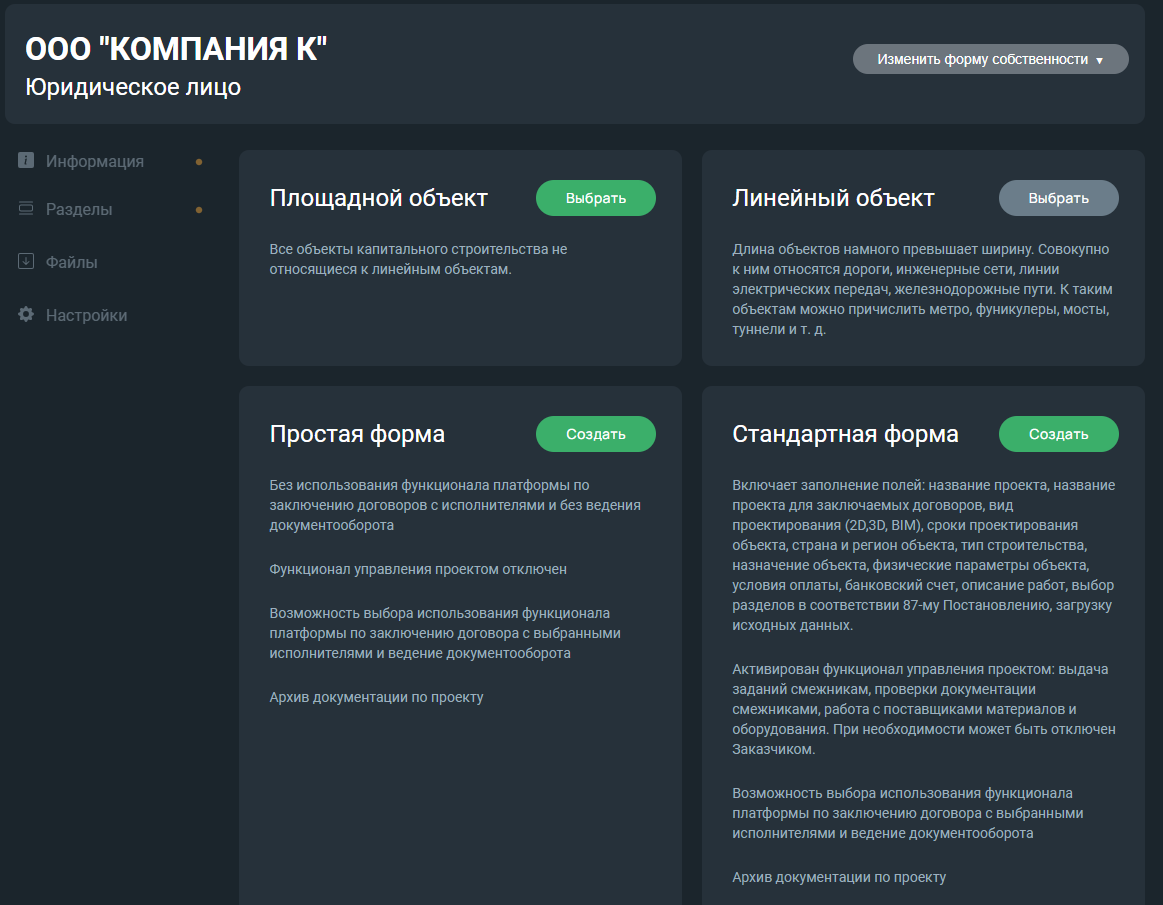 ООО "КОМПАНИЯ К"
Юридическое лицо
Изменить форму собственности ▼
Информация
Разделы
Файлы
Настройки
Площадной объект
Выбрать
Все объекты капитального строительства не
относящиеся к линейным объектам.
Линейный объект
Выбрать
Длина объектов намного превышает ширину. Совокупно
к ним относятся дороги, инженерные сети, линии
электрических передач, железнодорожные пути. К таким
объектам можно причислить метро, фуникулеры, мосты,
туннели и т. д.
Простая форма
Создать
Без использования функционала платформы по
заключению договоров с исполнителями и без ведения
документооборота
Функционал управления проектом отключен
Возможность выбора использования функционала
платформы по заключению договора с выбранными
исполнителями и ведение документооборота
Архив документации по проекту
Стандартная форма
Создать
Включает заполнение полей: название проекта, название
проекта для заключаемых договоров, вид
проектирования (2D,3D, BIM), сроки проектирования
объекта, страна и регион объекта, тип строительства,
назначение объекта, физические параметры объекта,
условия оплаты, банковский счет, описание работ, выбор
разделов в соответствии 87-му Постановлению, загрузку
исходных данных.
Активирован функционал управления проектом: выдача
заданий смежникам, проверки документации
смежниками, работа с поставщиками материалов и
оборудования. При необходимости может быть отключен
Заказчиком.
Возможность выбора использования функционала
платформы по заключению договора с выбранными
исполнителями и ведение документооборота
Архив документации по проекту